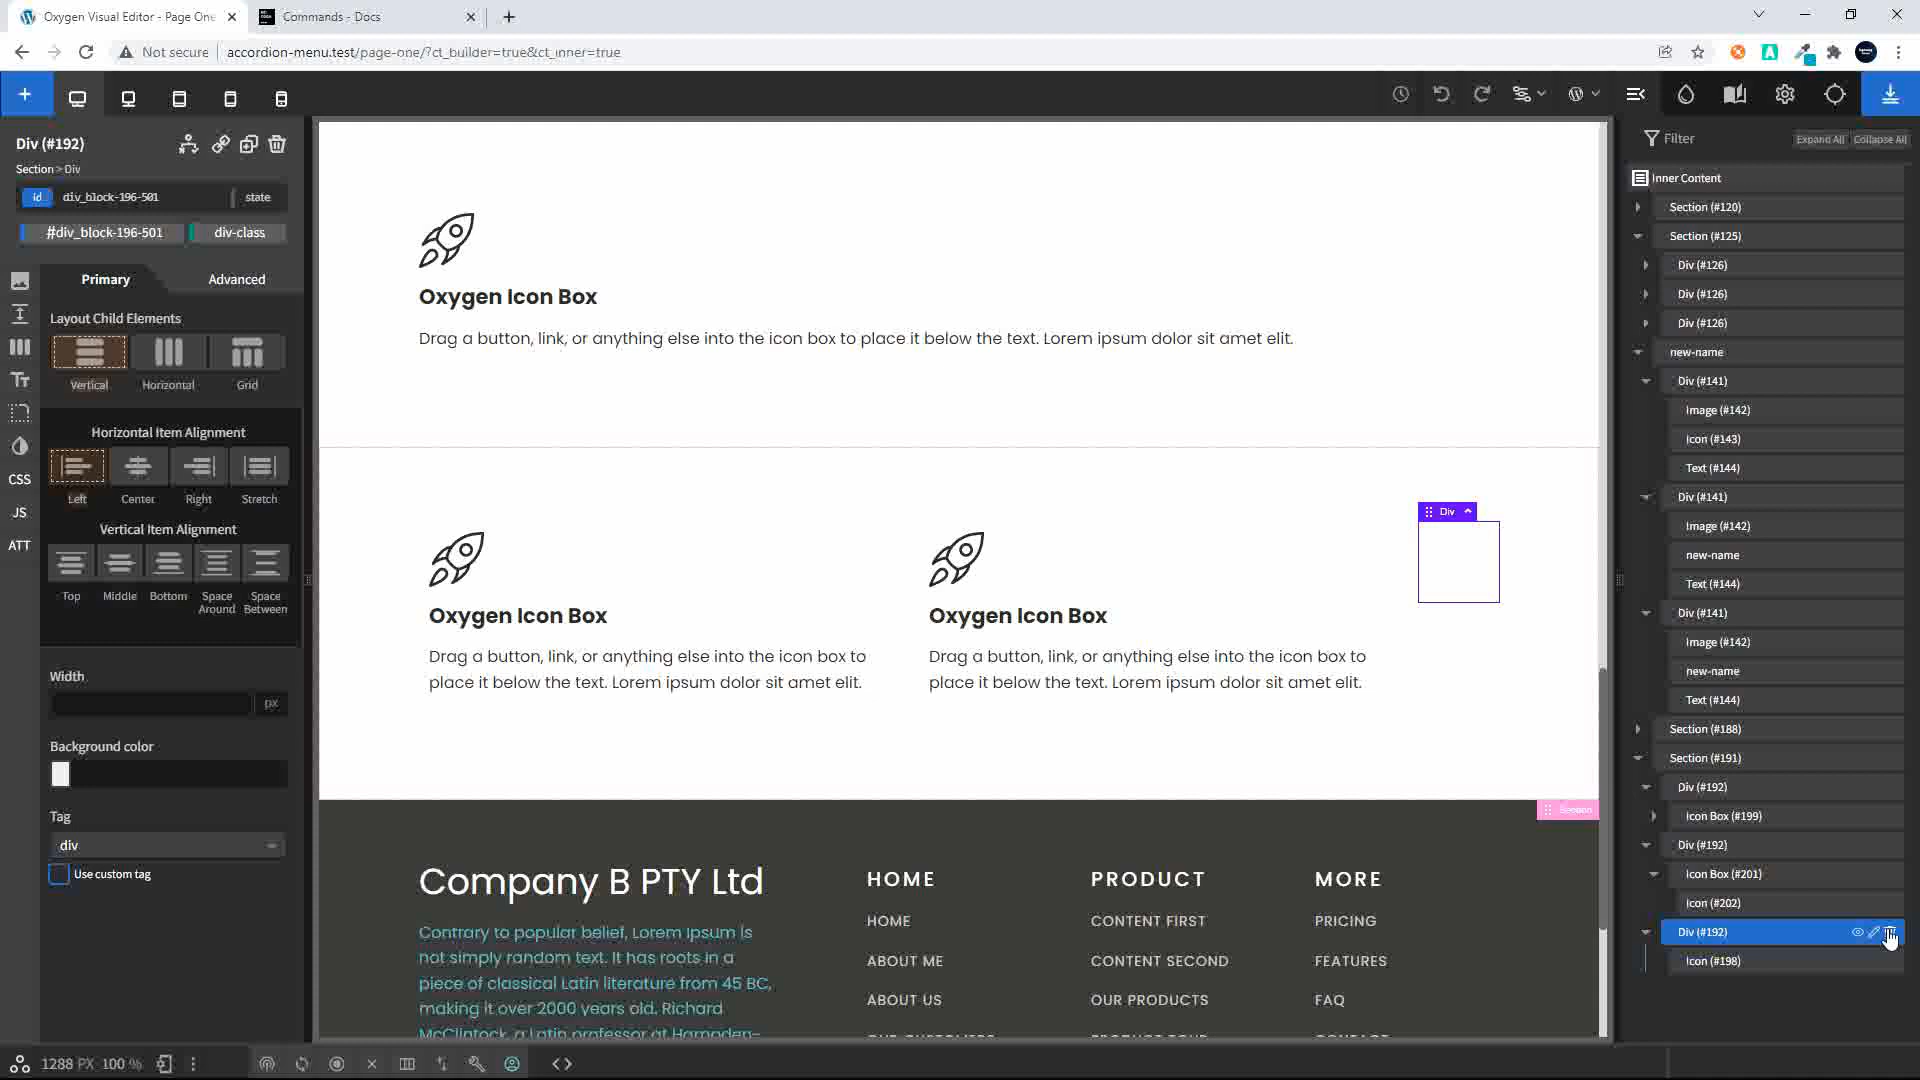 Oxygen Visual Editor - Page One
Commands - Docs
Not secure
accordion-menu.test/page-one/?ct_builder=true&ct_inner=true
Div (#192)
Section > Div
id
div_block-196-501
state
#div_block-196-501
div-class
Primary
Advanced
Layout Child Elements
Vertical
Horizontal
Grid
Horizontal Item Alignment
Left
Center
Right
Stretch
Vertical Item Alignment
Top
Middle
Bottom
Space Around
Space Between
CSS
JS
ATT
Width
px
Background color
Tag
div
Use custom tag
1288 PX 100 %
Oxygen Icon Box
Drag a button, link, or anything else into the icon box to place it below the text. Lorem ipsum dolor sit amet elit.
Oxygen Icon Box
Drag a button, link, or anything else into the icon box to
place it below the text. Lorem ipsum dolor sit amet elit.
Oxygen Icon Box
Drag a button, link, or anything else into the icon box to
place it below the text. Lorem ipsum dolor sit amet elit.
Div
Section
Company B PTY Ltd
Contrary to popular belief, Lorem Ipsum is
not simply random text. It has roots in a
piece of classical Latin literature from 45 BC,
making it over 2000 years old. Richard
McClintock, a Latin professor at Hampden-
HOME
HOME
ABOUT ME
ABOUT US
OUR CUSTOMERS
PRODUCT
CONTENT FIRST
CONTENT SECOND
OUR PRODUCTS
PRODUCT TOUR
MORE
PRICING
FEATURES
FAQ
CONTACT
Filter
Expand All
Collapse All
Inner Content
Section (#120)
Section (#125)
Div (#126)
Div (#126)
Div (#126)
new-name
Div (#141)
Image (#142)
Icon (#143)
Text (#144)
Div (#141)
Image (#142)
new-name
Text (#144)
Div (#141)
Image (#142)
new-name
Text (#144)
Section (#188)
Section (#191)
Div (#192)
Icon Box (#199)
Div (#192)
Icon Box (#201)
Icon (#202)
Div (#192)
Icon (#198)